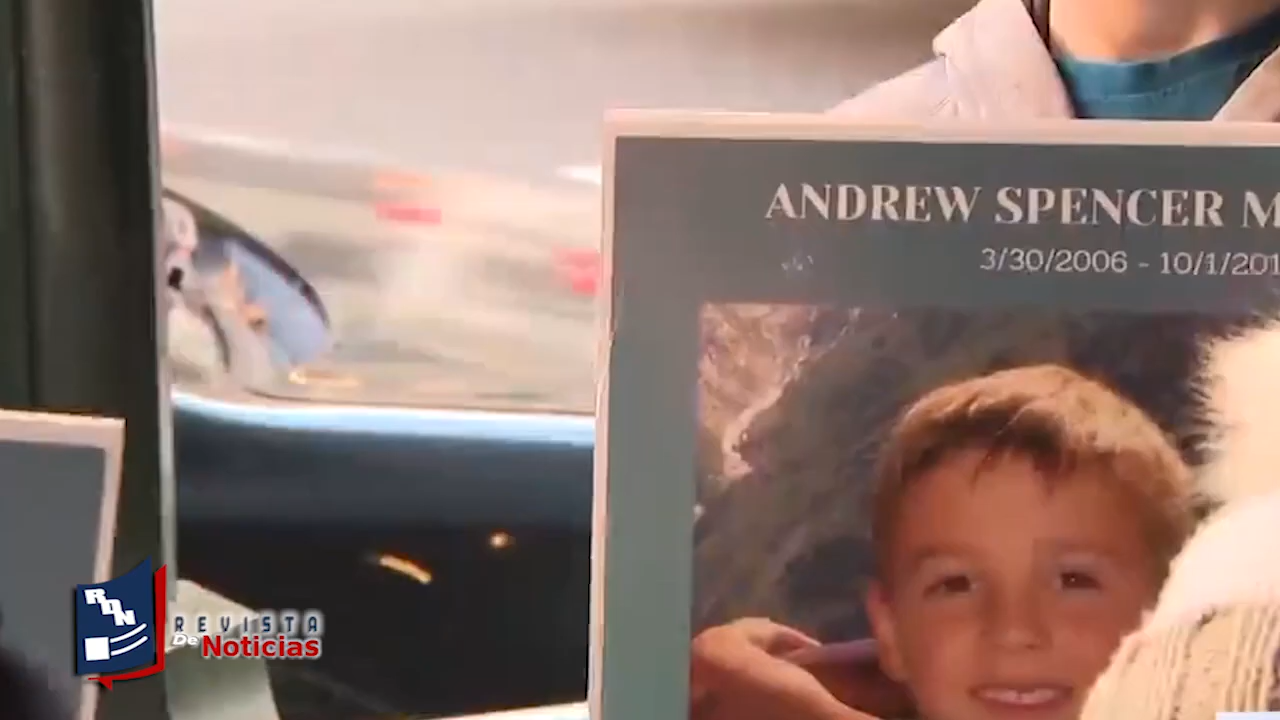 ANDREW SPENCER M
3/30/2006 - 10/1/201
RDN
REVISTA
De Noticias